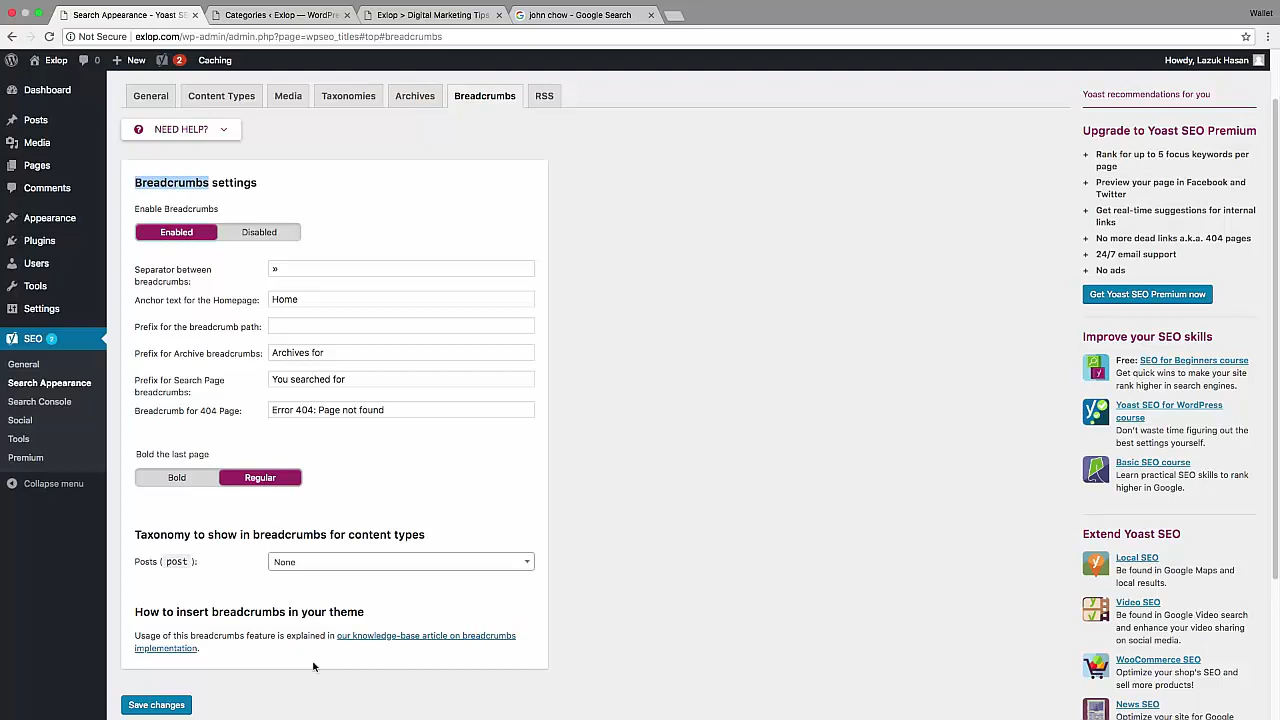 Search Appearance - Yoast SE
Categories ‹ Exlop — WordPre
Exlop > Digital Marketing Tips
john chow - Google Search
Wallet
Not Secure | exlop.com/wp-admin/admin.php?page=wpseo_titles#top#breadcrumbs
Exlop
0
New
2
Caching
Howdy, Lazuk Hasan
Dashboard
Posts
Media
Pages
Comments
Appearance
Plugins
Users
Tools
Settings
SEO 2
General
Search Appearance
Search Console
Social
Tools
Premium
Collapse menu
General
Content Types
Media
Taxonomies
Archives
Breadcrumbs
RSS
NEED HELP?
Breadcrumbs settings
Enable Breadcrumbs
Enabled
Disabled
Separator between
breadcrumbs:
»
Anchor text for the Homepage:
Home
Prefix for the breadcrumb path:
Prefix for Archive breadcrumbs:
Archives for
Prefix for Search Page
breadcrumbs:
You searched for
Breadcrumb for 404 Page:
Error 404: Page not found
Bold the last page
Bold
Regular
Taxonomy to show in breadcrumbs for content types
Posts ( post ):
None
How to insert breadcrumbs in your theme
Usage of this breadcrumbs feature is explained in our knowledge-base article on breadcrumbs
implementation.
Save changes
Yoast recommendations for you
Upgrade to Yoast SEO Premium
+ Rank for up to 5 focus keywords per
page
+ Preview your page in Facebook and
Twitter
+ Get real-time suggestions for internal
links
+ No more dead links a.k.a. 404 pages
+ 24/7 email support
+ No ads
Get Yoast SEO Premium now
Improve your SEO skills
Free: SEO for Beginners course
Get quick wins to make your site
rank higher in search engines.
Yoast SEO for WordPress
course
Don't waste time figuring out the
best settings yourself.
Basic SEO course
Learn practical SEO skills to rank
higher in Google.
Extend Yoast SEO
Local SEO
Be found in Google Maps and
local results.
Video SEO
Be found in Google Video search
and enhance your video sharing
on social media.
WooCommerce SEO
Optimize your shop's SEO and
sell more products!
News SEO
Optimize your site for Google